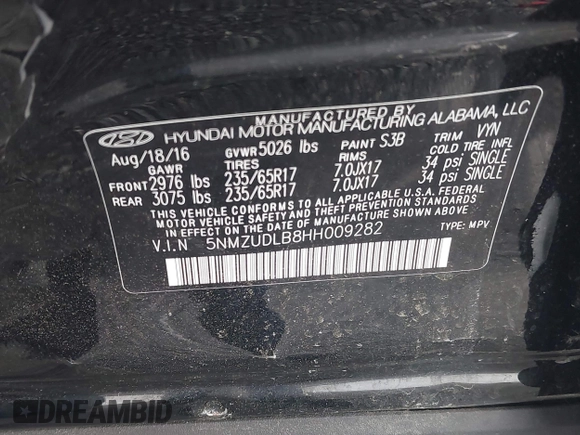 MANUFACTURED BY
HYUNDAI MOTOR MANUFACTURING ALABAMA, LLC
Aug/18/16 GVWR 5026 lbs PAINT S3B TRIM VYN
GAWR TIRES RIMS COLD TIRE INFL
FRONT 2976 lbs 235/65R17 7.0JX17 34 psi SINGLE
REAR 3075 lbs 235/65R17 7.0JX17 34 psi SINGLE
THIS VEHICLE CONFORMS TO ALL APPLICABLE U.S.A. FEDERAL
MOTOR VEHICLE SAFETY, BUMPER, AND THEFT PREVENTION
STANDARDS IN EFFECT ON THE DATE OF MANUFACTURE SHOWN ABOVE.
V.I.N 5NMZUDLB8HH009282 TYPE: MPV
DREAMBID